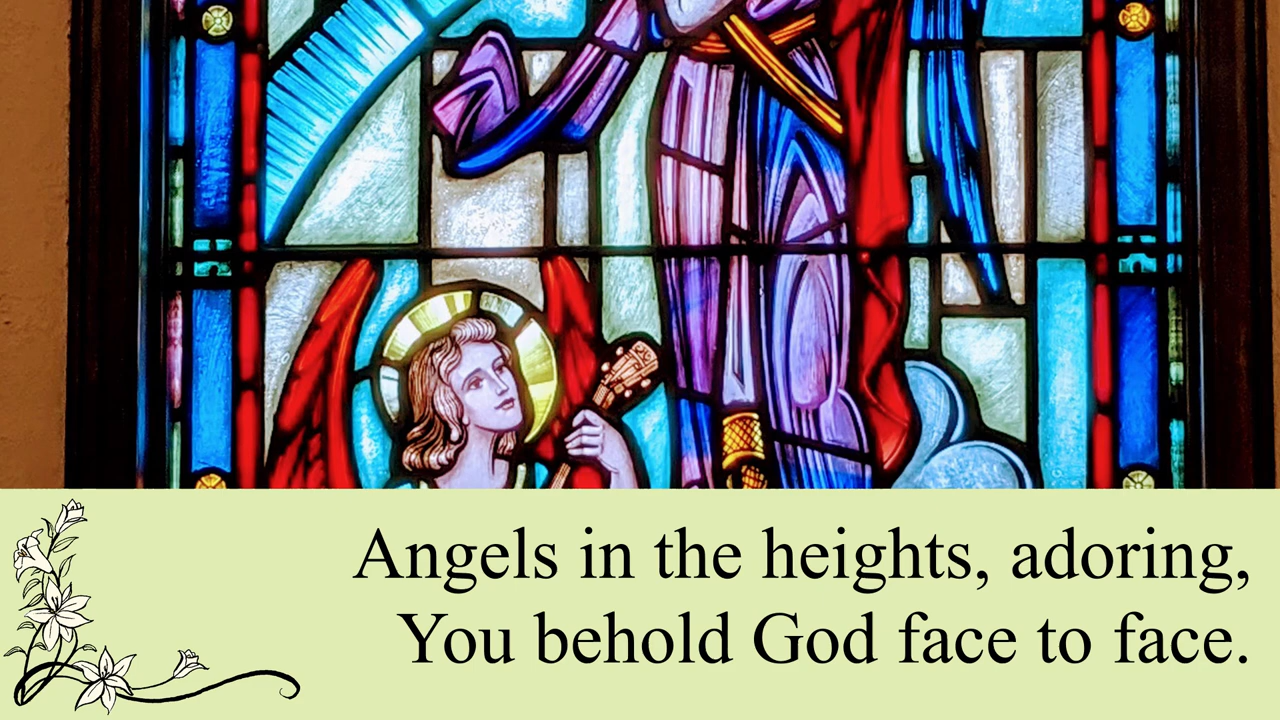 Angels in the heights, adoring,
You behold God face to face.